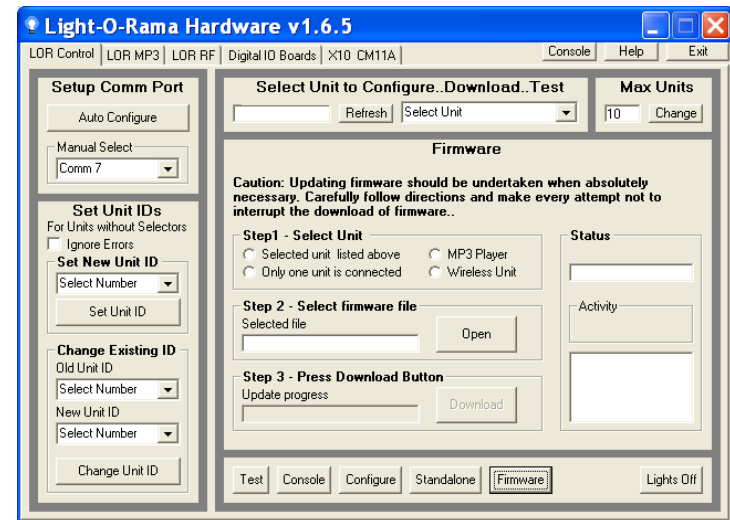 Light-O-Rama Hardware v1.6.5
LOR Control LOR MP3 LOR RF Digital IO Boards X10 CM11A Console Help Exit
Setup Comm Port
Auto Configure
Manual Select
Comm 7
Set Unit IDs
For Units without Selectors
Ignore Errors
Set New Unit ID
Select Number
Set Unit ID
Change Existing ID
Old Unit ID
Select Number
New Unit ID
Select Number
Change Unit ID
Select Unit to Configure..Download..Test
Refresh Select Unit
Max Units
10 Change
Firmware
Caution: Updating firmware should be undertaken when absolutely
necessary. Carefully follow directions and make every attempt not to
interrupt the download of firmware..
Step1 - Select Unit
Selected unit listed above MP3 Player
Only one unit is connected Wireless Unit
Step 2 - Select firmware file
Selected file
Open
Step 3 - Press Download Button
Update progress
Download
Status
Activity
Test Console Configure Standalone Firmware Lights Off